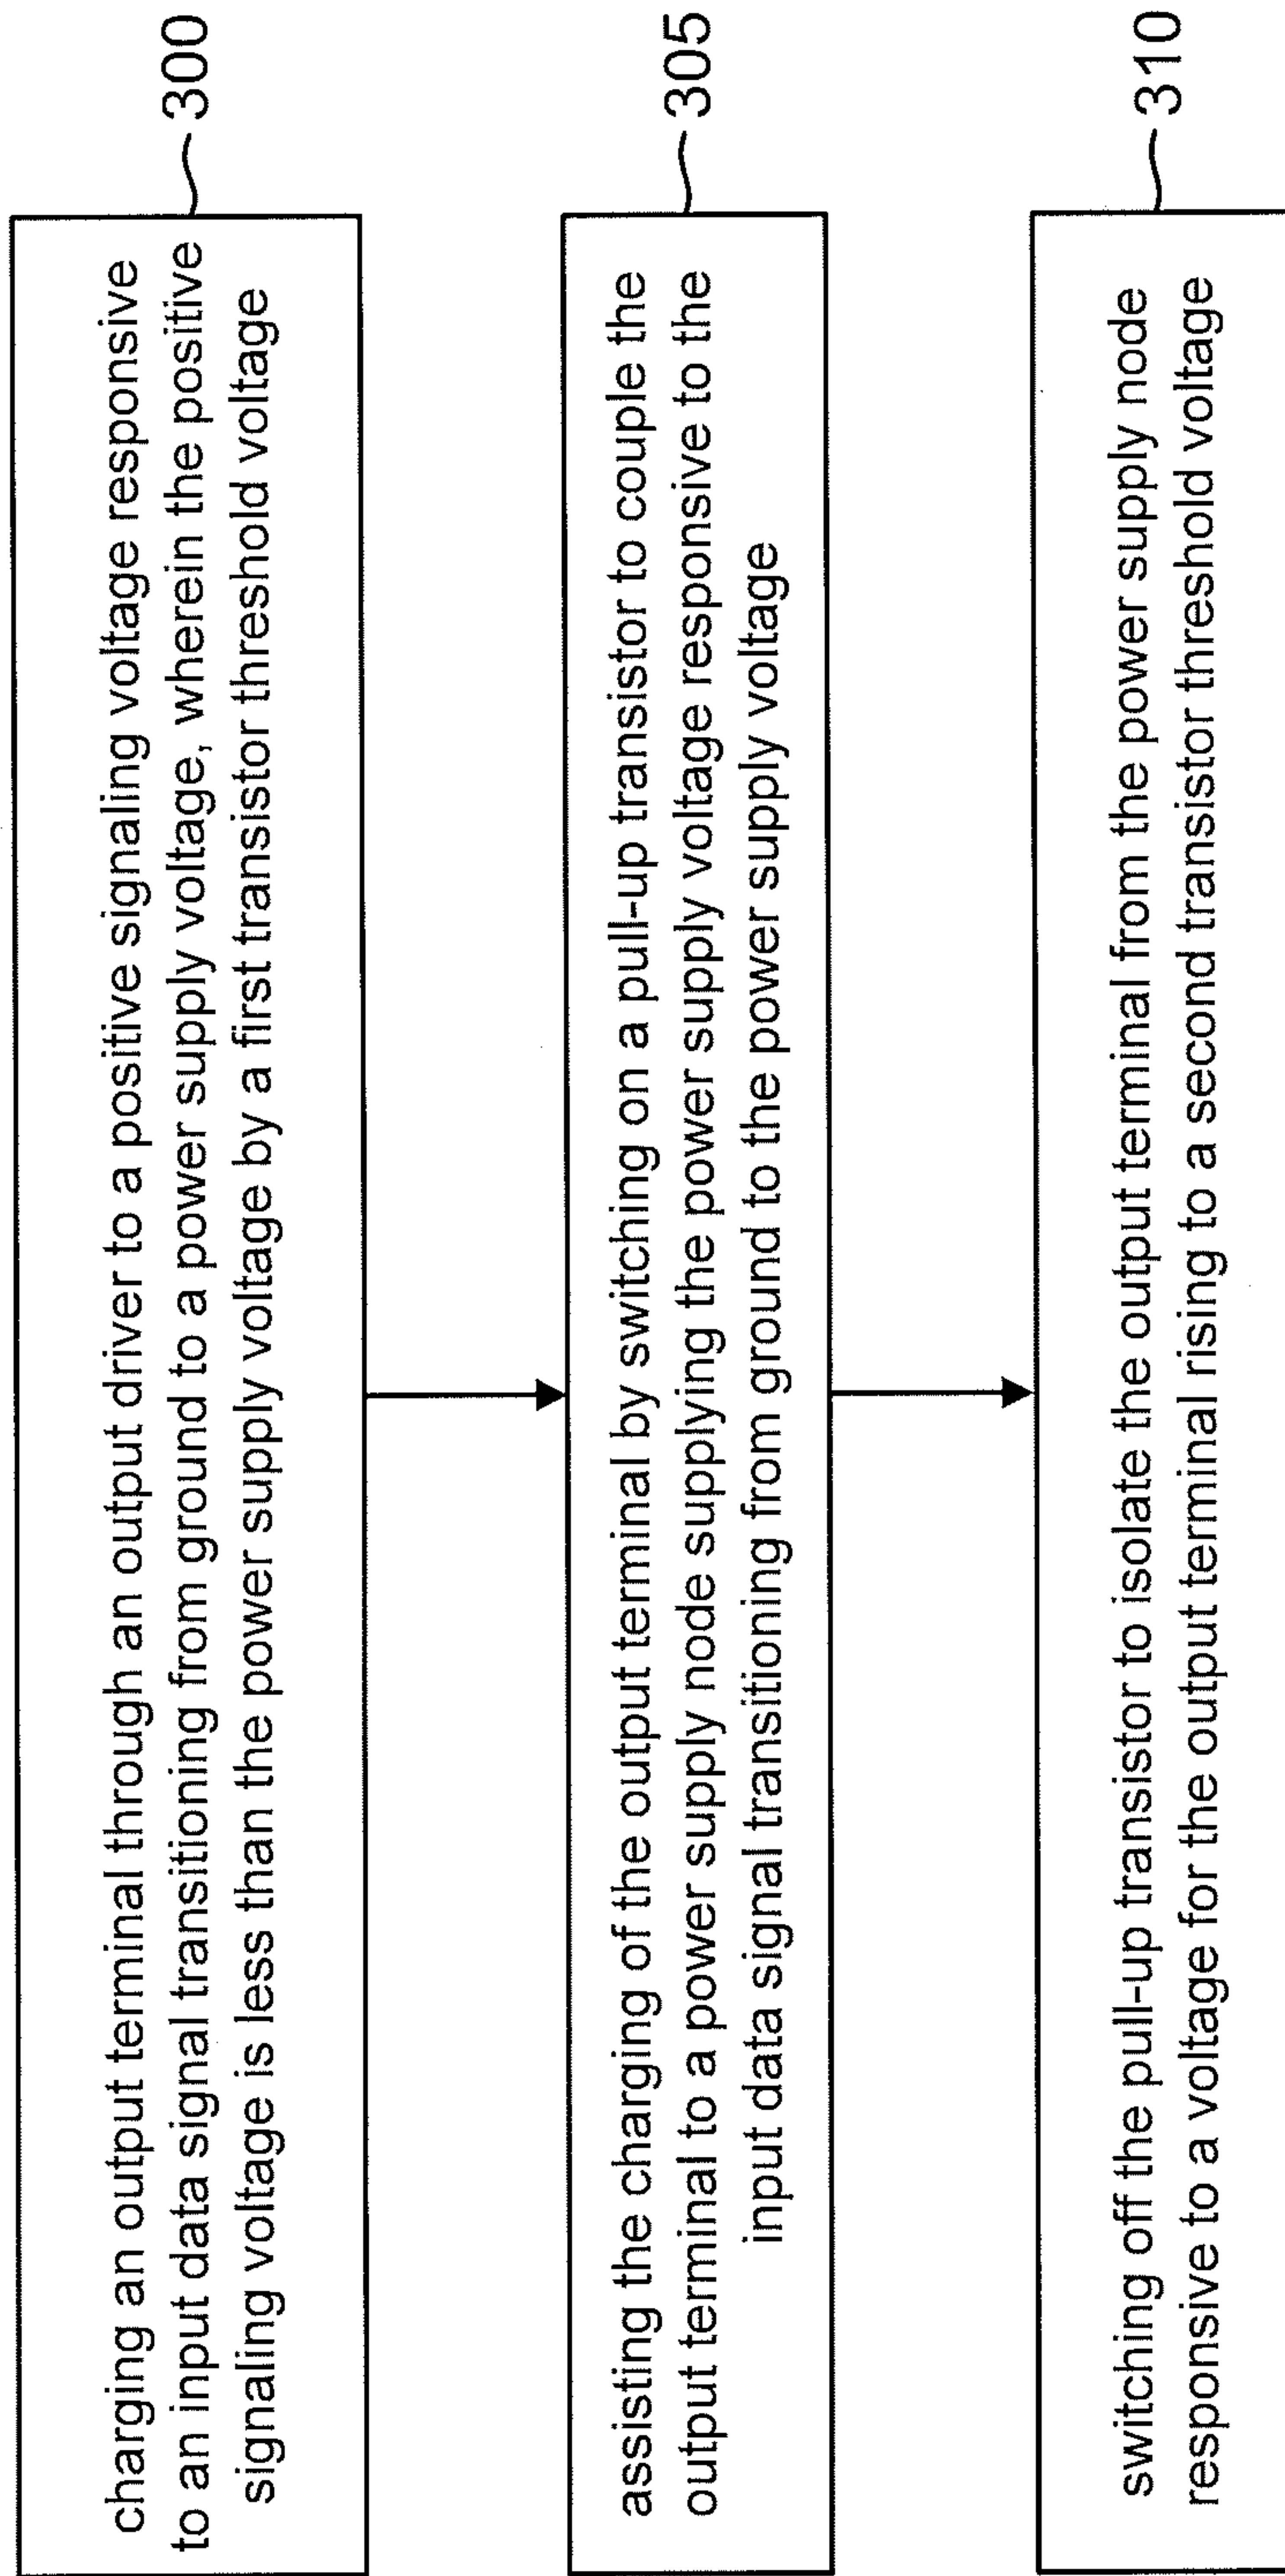 charging an output terminal through an output driver to a positive signaling voltage responsive
to an input data signal transitioning from ground to a power supply voltage, wherein the positive
signaling voltage is less than the power supply voltage by a first transistor threshold voltage
300
assisting the charging of the output terminal by switching on a pull-up transistor to couple the
output terminal to a power supply node supplying the power supply voltage responsive to the
input data signal transitioning from ground to the power supply voltage
305
switching off the pull-up transistor to isolate the output terminal from the power supply node
responsive to a voltage for the output terminal rising to a second transistor threshold voltage
310